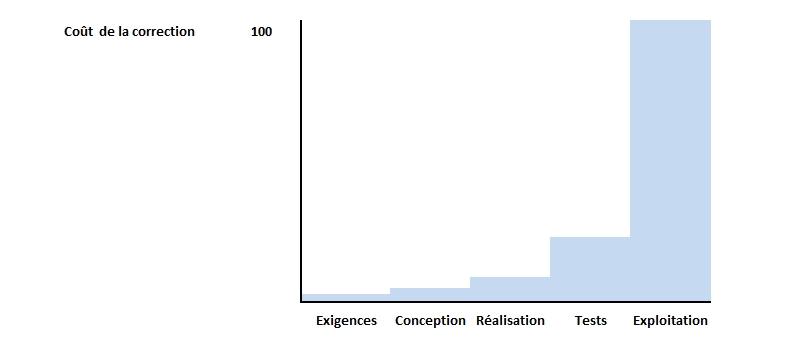 Coût de la correction 100
Exigences Conception Réalisation Tests Exploitation